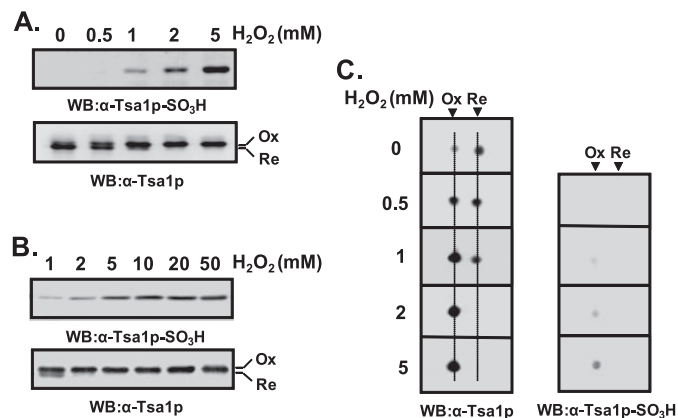 A.
0 0.5 1 2 5 H₂O₂ (mM)
WB:α-Tsa1p-SO₃H
Ox
Re
WB:α-Tsa1p
B.
1 2 5 10 20 50 H₂O₂ (mM)
WB:α-Tsa1p-SO₃H
Ox
Re
WB:α-Tsa1p
C.
H₂O₂ (mM) Ox Re
0
0.5
1
2
5
WB:α-Tsa1p
Ox Re
WB:α-Tsa1p-SO₃H